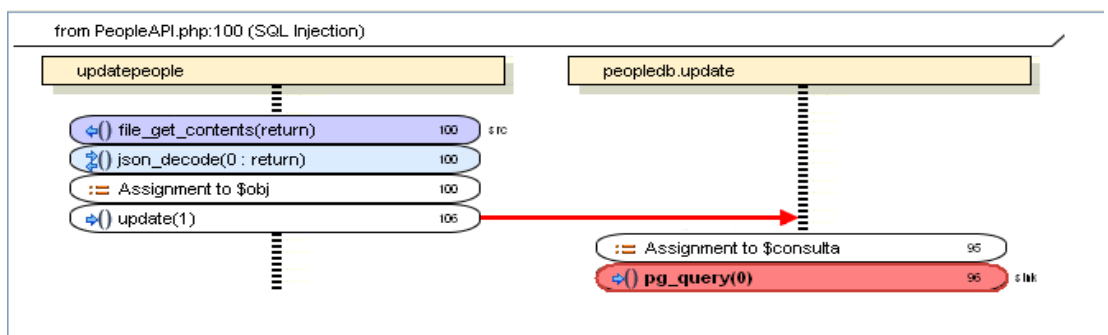 from PeopleAPI.php:100 (SQL Injection)
updatepeople
peopledb.update
file_get_contents(return) 100 src
json_decode(0 : return) 100
:= Assignment to $obj 100
update(1) 106
:= Assignment to $consulta 95
pg_query(0) 96 sink